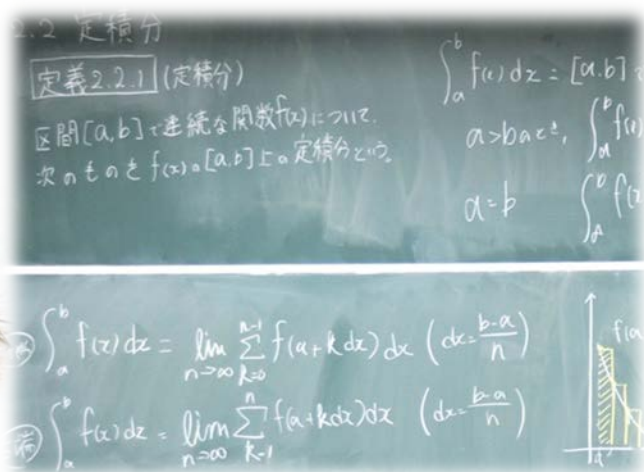 2.2 定積分
定義2.2.1 (定積分)
区間[a,b]で連続な関数f(x)について.
次のものを f(x)の[a,b]上の定積分という。
∫_a^b f(x)dx = [a,b]
a>bのとき, ∫_a^b f(x)
a=b ∫_a^b f(x
∫_a^b f(x)dx = lim_{n→∞} Σ_{k=0}^{n-1} f(a+kdx)dx (dx=\frac{b-a}{n})
∫_a^b f(x)dx = lim_{n→∞} Σ_{k=1}^{n} f(a+kdx)dx (dx=\frac{b-a}{n})
f(a